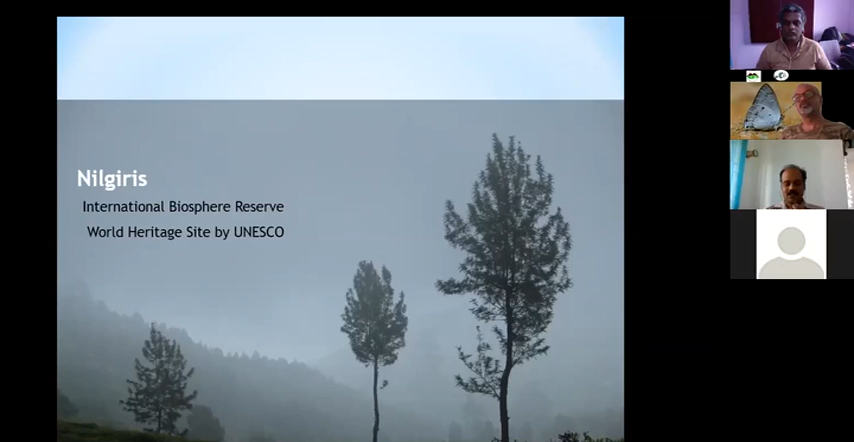 Nilgiris
International Biosphere Reserve
World Heritage Site by UNESCO